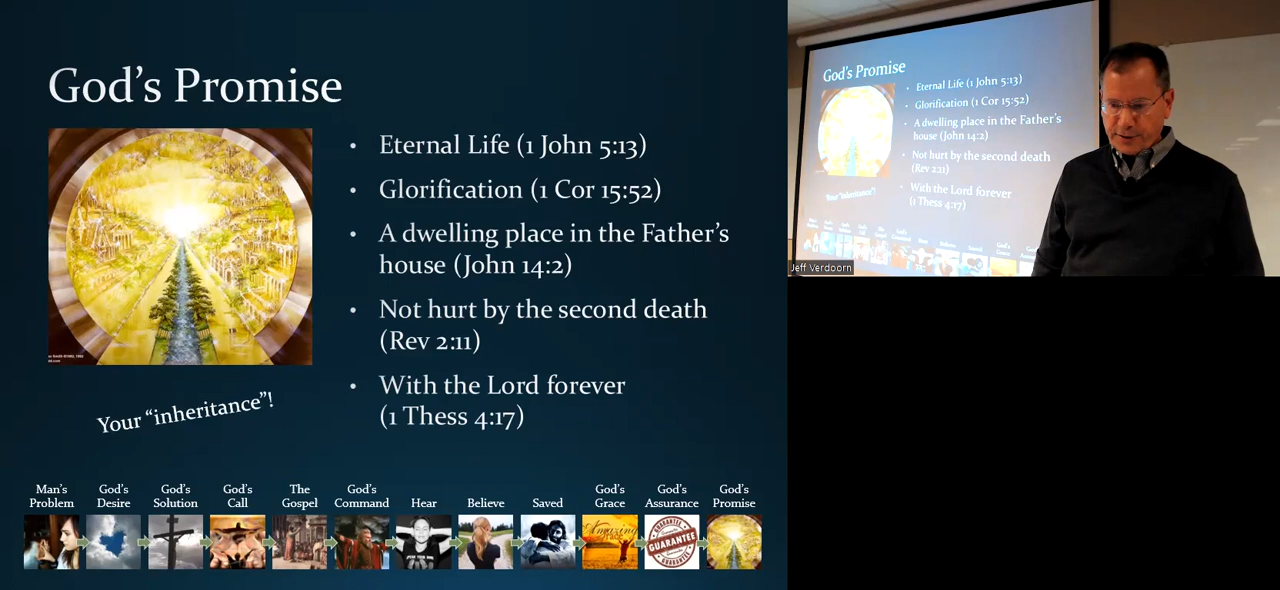 God's Promise
• Eternal Life (1 John 5:13)
• Glorification (1 Cor 15:52)
• A dwelling place in the Father's
house (John 14:2)
• Not hurt by the second death
(Rev 2:11)
• With the Lord forever
(1 Thess 4:17)
Your "inheritance"!
Man's
Problem
God's
Desire
God's
Solution
God's
Call
The
Gospel
God's
Command
Hear
Believe
Saved
God's
Grace
God's
Assurance
God's
Promise
Amazing
GUARANTEE
God's Promise
• Eternal Life (1 John 5:13)
• Glorification (1 Cor 15:52)
• A dwelling place in the Father's
house (John 14:2)
• Not hurt by the second death
(Rev 2:11)
• With the Lord forever
(1 Thess 4:17)
Your "inheritance"!
Jeff Verdoorn